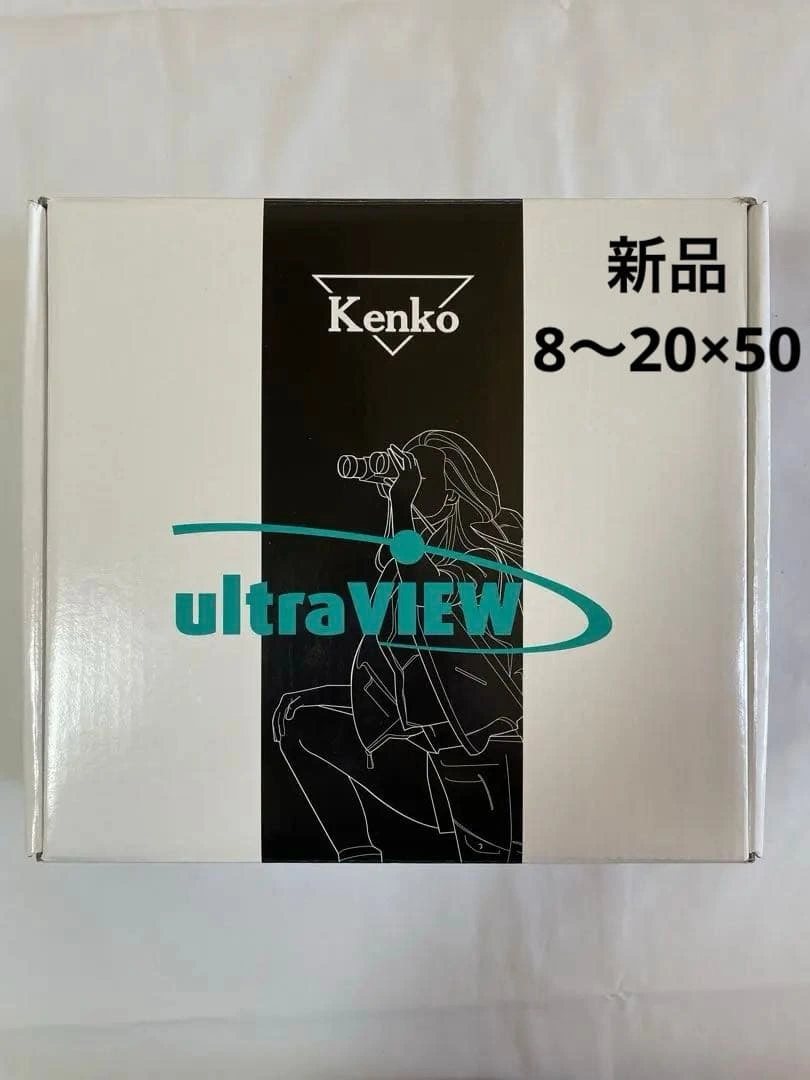 新品
8～20×50
Kenko
ultraVIEW